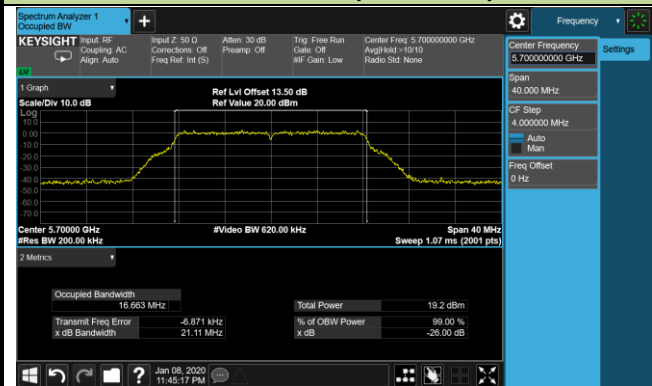 Spectrum Analyzer 1
Occupied BW
+
Frequency
KEYSIGHT
Input: RF
Coupling: AC
Align: Auto
Input Z: 50 Ω
Corrections: Off
Freq Ref: Int (S)
Atten: 30 dB
Preamp: Off
Trig: Free Run
Gate: Off
#IF Gain: Low
Center Freq: 5.700000000 GHz
Avg|Hold:>10/10
Radio Std: None
Center Frequency
5.700000000 GHz
Settings
Span
40.000 MHz
CF Step
4.000000 MHz
Auto
Man
Freq Offset
0 Hz
1 Graph
Scale/Div 10.0 dB
Ref Lvl Offset 13.50 dB
Ref Value 20.00 dBm
Log
10.0
0.00
-10.0
-20.0
-30.0
-40.0
-50.0
-60.0
-70.0
Center 5.70000 GHz
#Res BW 200.00 kHz
#Video BW 620.00 kHz
Span 40 MHz
Sweep 1.07 ms (2001 pts)
2 Metrics
Occupied Bandwidth
16.663 MHz
Total Power 19.2 dBm
Transmit Freq Error -6.871 kHz
% of OBW Power 99.00 %
x dB Bandwidth 21.11 MHz
x dB -26.00 dB
?
Jan 08, 2020
11:45:17 PM